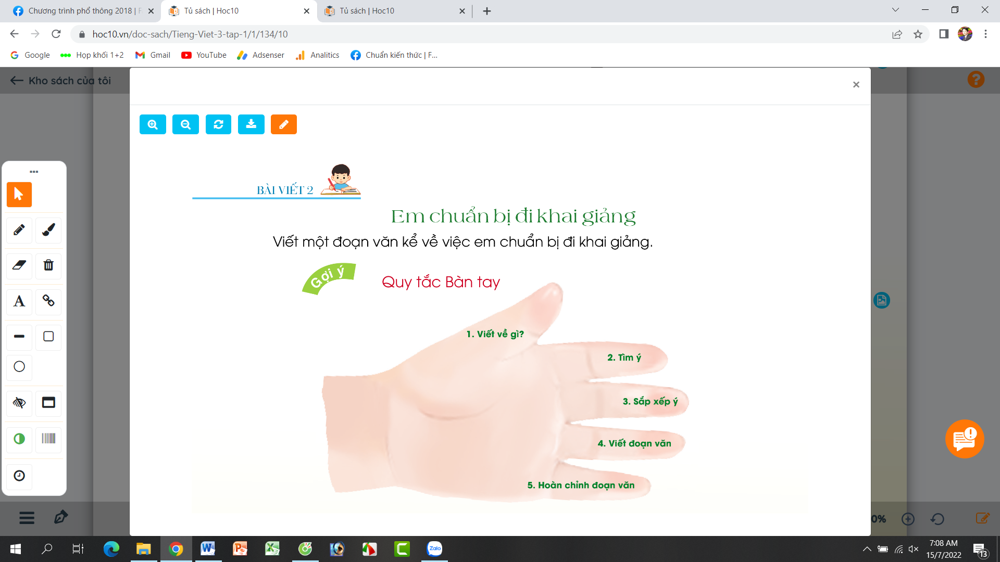 Chương trình phổ thông 2018 | F
Tủ sách | Hoc10
Tủ sách | Hoc10
hoc10.vn/doc-sach/Tieng-Viet-3-tap-1/1/134/10
Google
Họp khối 1+2
Gmail
YouTube
Adsenser
Analitics
Chuẩn kiến thức | F...
Kho sách của tôi
BÀI VIẾT 2
Em chuẩn bị đi khai giảng
Viết một đoạn văn kể về việc em chuẩn bị đi khai giảng.
Gợi ý
Quy tắc Bàn tay
1. Viết về gì?
2. Tìm ý
3. Sắp xếp ý
4. Viết đoạn văn
5. Hoàn chỉnh đoạn văn
0%
Zalo
7:08 AM
15/7/2022
13